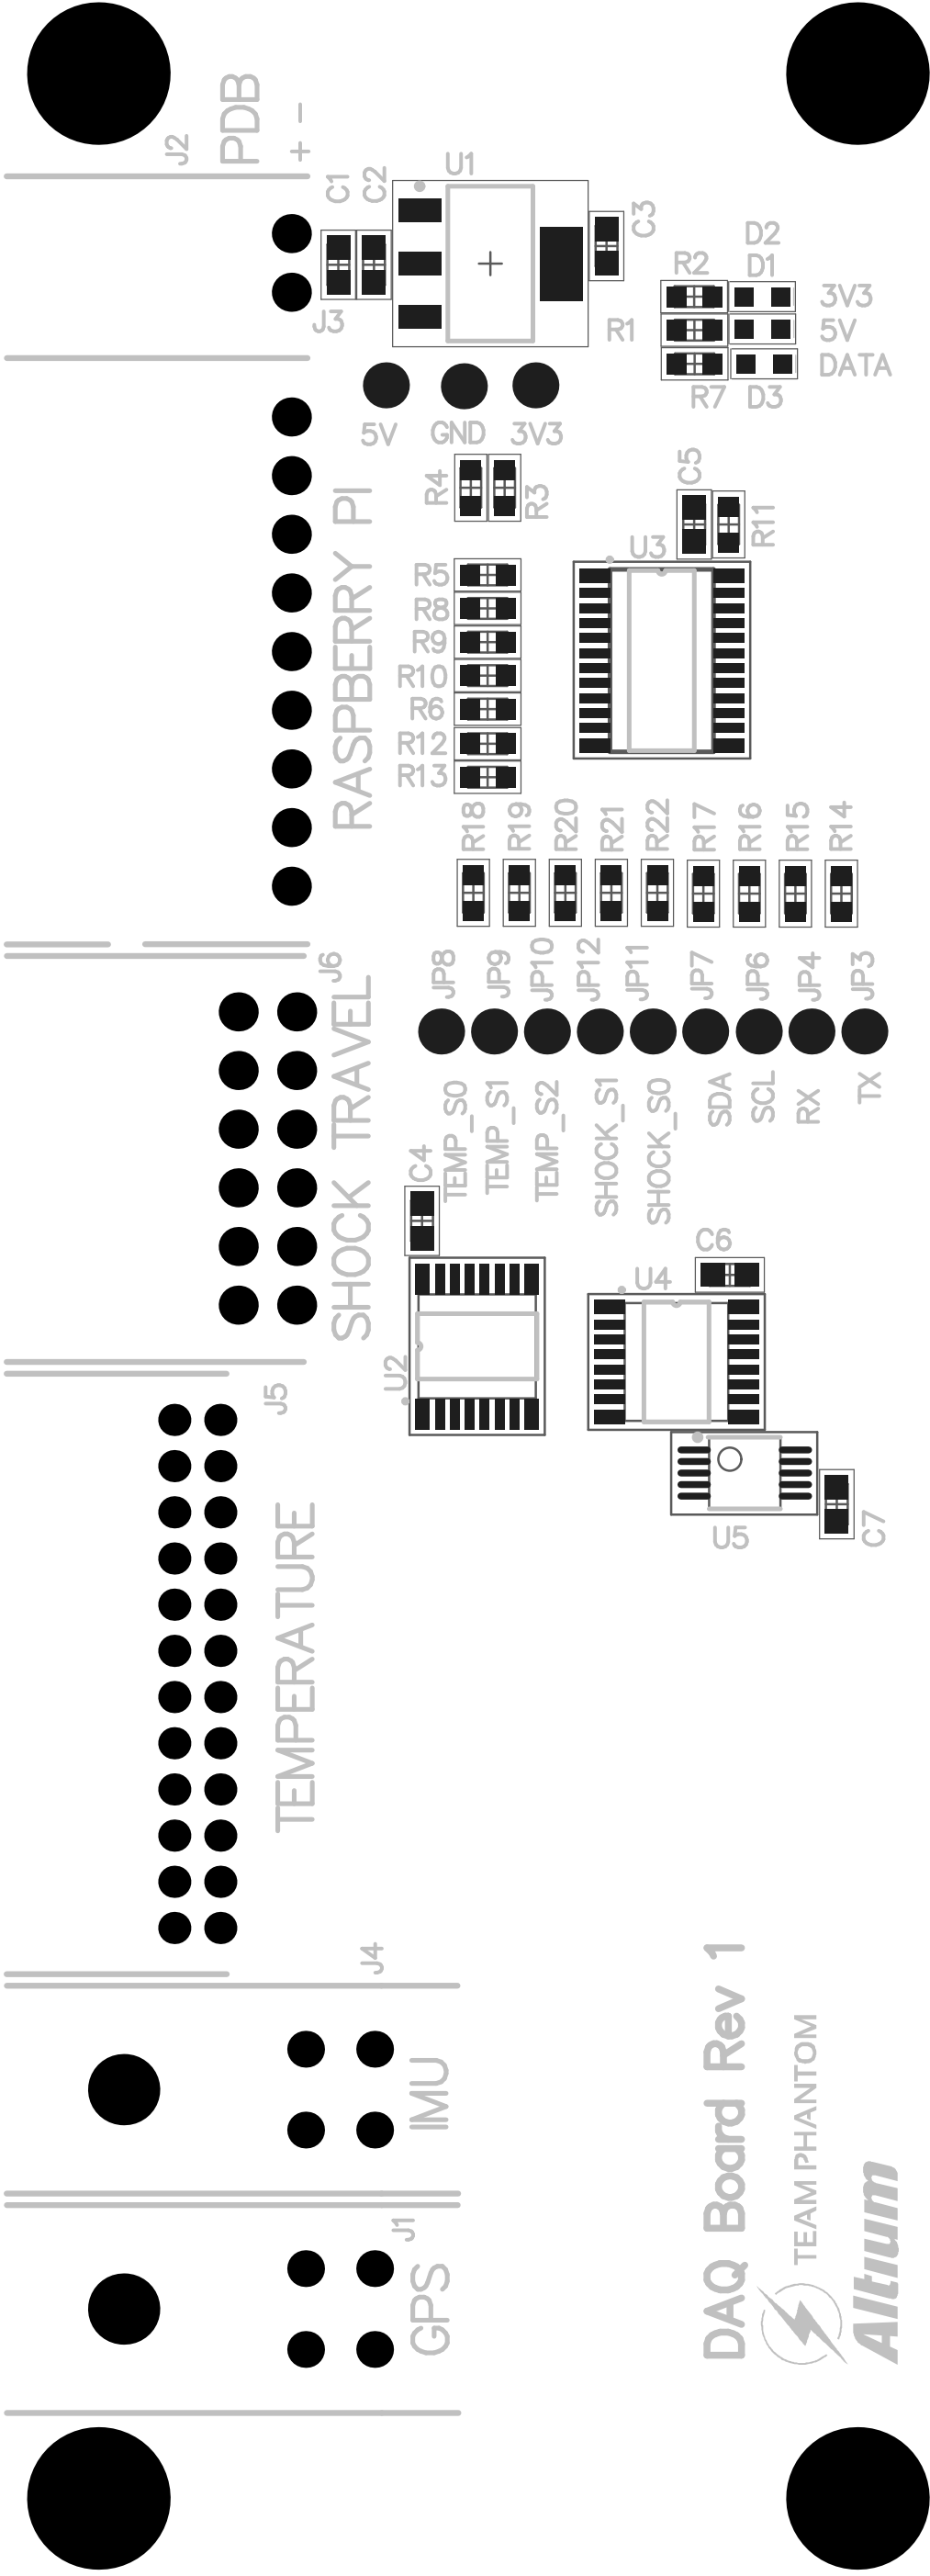 J2
PDB
+ -
C1
C2
U1
C3
D2
D1
R2
3V3
R1
5V
DATA
R7
D3
J3
5V
GND
3V3
R4
R3
C5
R11
U3
RASPBERRY PI
R5
R8
R9
R10
R6
R12
R13
R18
R19
R20
R21
R22
R17
R16
R15
R14
J6
SHOCK TRAVEL
JP8
JP9
JP10
JP12
JP11
JP7
JP6
JP4
JP3
TEMP_S0
TEMP_S1
TEMP_S2
SHOCK_S1
SHOCK_S0
SDA
SCL
RX
TX
C4
C6
U4
U2
J5
U5
C7
TEMPERATURE
J4
IMU
J1
GPS
DAQ Board Rev 1
TEAM PHANTOM
Altium